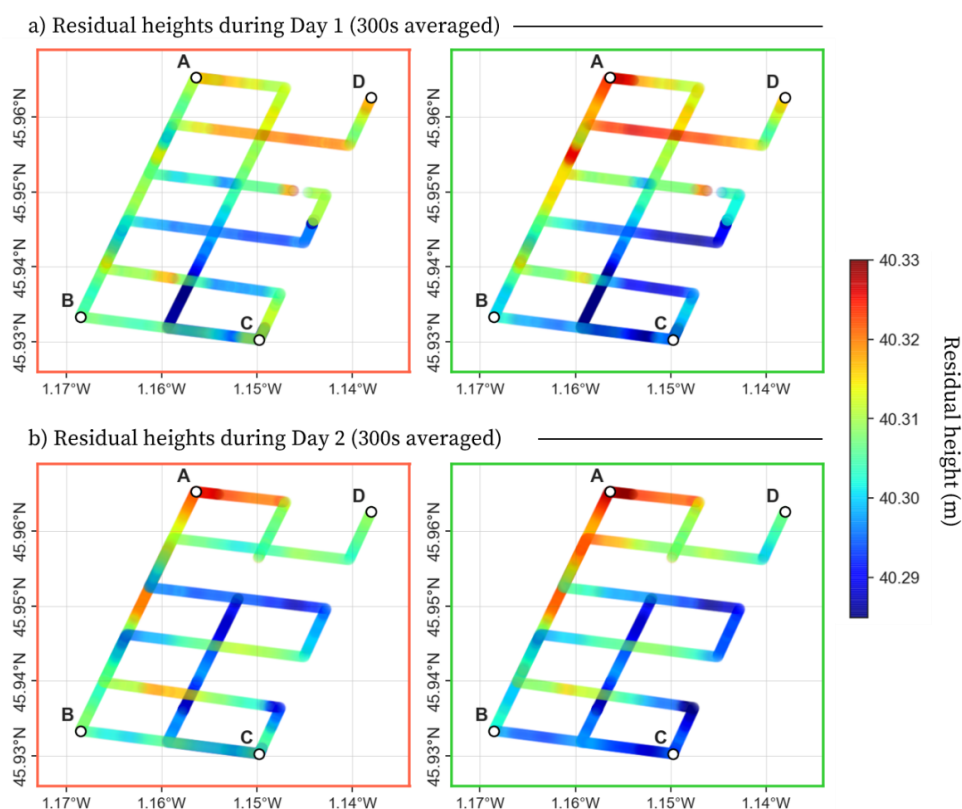 a) Residual heights during Day 1 (300s averaged)
A
D
B
C
45.96°N
45.95°N
45.94°N
45.93°N
1.17°W
1.16°W
1.15°W
1.14°W
A
D
B
C
45.96°N
45.95°N
45.94°N
45.93°N
1.17°W
1.16°W
1.15°W
1.14°W
b) Residual heights during Day 2 (300s averaged)
A
D
B
C
45.96°N
45.95°N
45.94°N
45.93°N
1.17°W
1.16°W
1.15°W
1.14°W
A
D
B
C
45.96°N
45.95°N
45.94°N
45.93°N
1.17°W
1.16°W
1.15°W
1.14°W
40.33
40.32
40.31
40.30
40.29
Residual height (m)